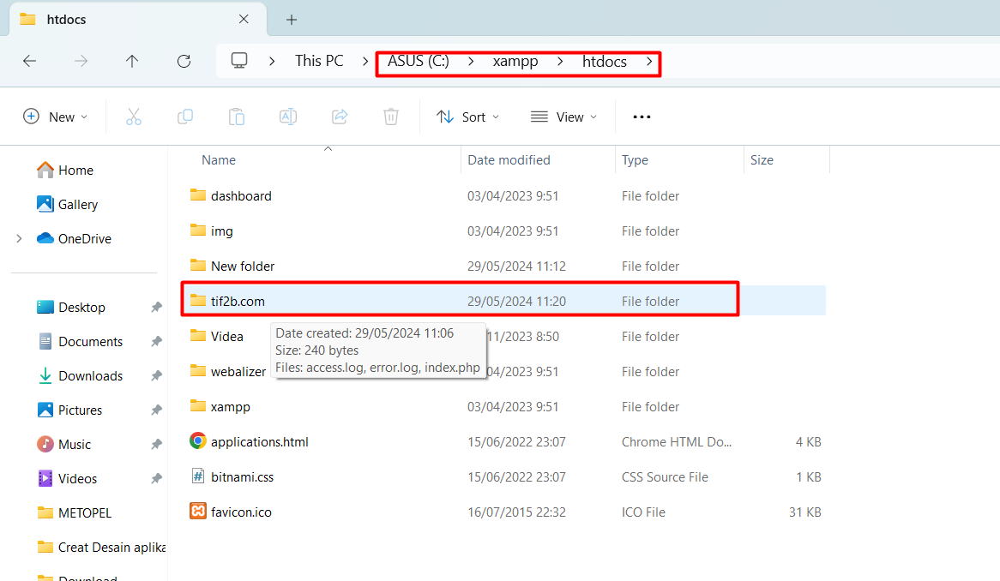 htdocs
This PC > ASUS (C:) > xampp > htdocs >
New Sort View
Name Date modified Type Size
Home
Gallery
OneDrive
Desktop
Documents
Downloads
Pictures
Music
Videos
METOPEL
Creat Desain aplika
Download
dashboard 03/04/2023 9:51 File folder
img 03/04/2023 9:51 File folder
New folder 29/05/2024 11:12 File folder
tif2b.com 29/05/2024 11:20 File folder
Videa 11/2023 8:50 File folder
webalizer 04/2023 9:51 File folder
xampp 03/04/2023 9:51 File folder
applications.html 15/06/2022 23:07 Chrome HTML Do... 4 KB
bitnami.css 15/06/2022 23:07 CSS Source File 1 KB
favicon.ico 16/07/2015 22:32 ICO File 31 KB
Date created: 29/05/2024 11:06
Size: 240 bytes
Files: access.log, error.log, index.php